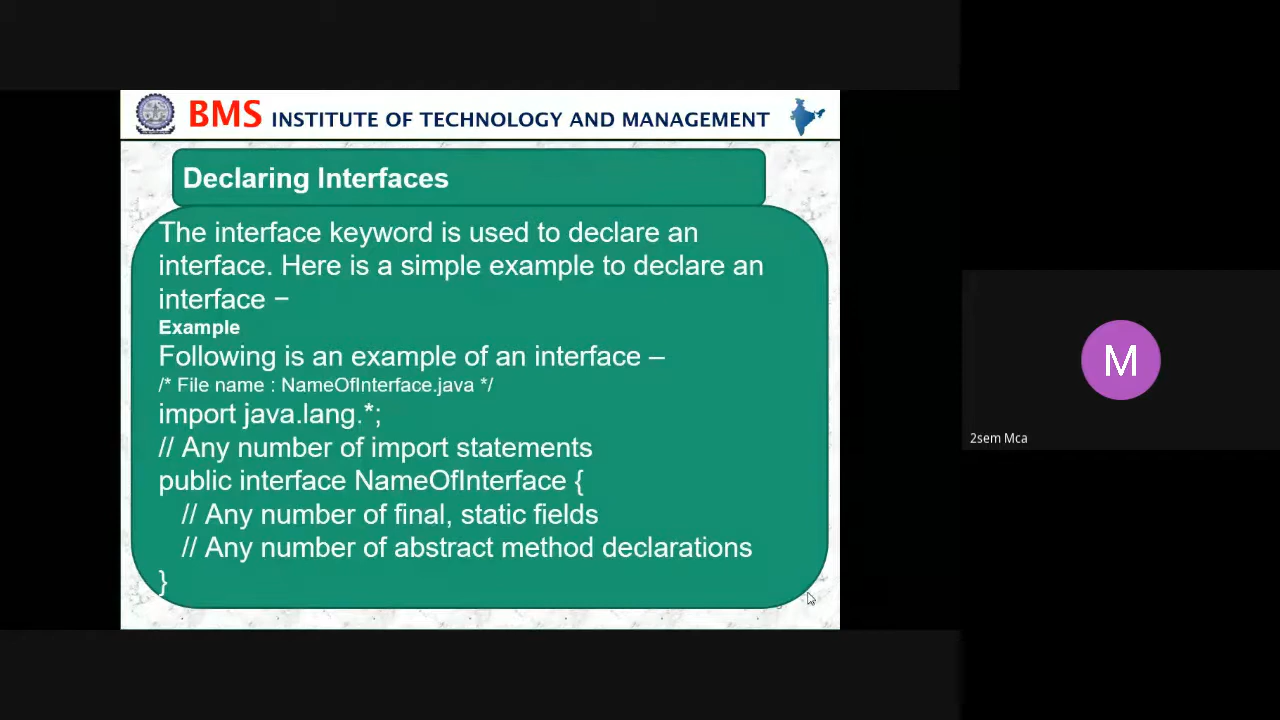 BMS INSTITUTE OF TECHNOLOGY AND MANAGEMENT
Declaring Interfaces
The interface keyword is used to declare an
interface. Here is a simple example to declare an
interface −
Example
Following is an example of an interface –
/* File name : NameOfInterface.java */
import java.lang.*;
// Any number of import statements
public interface NameOfInterface {
// Any number of final, static fields
// Any number of abstract method declarations
}
M
2sem Mca